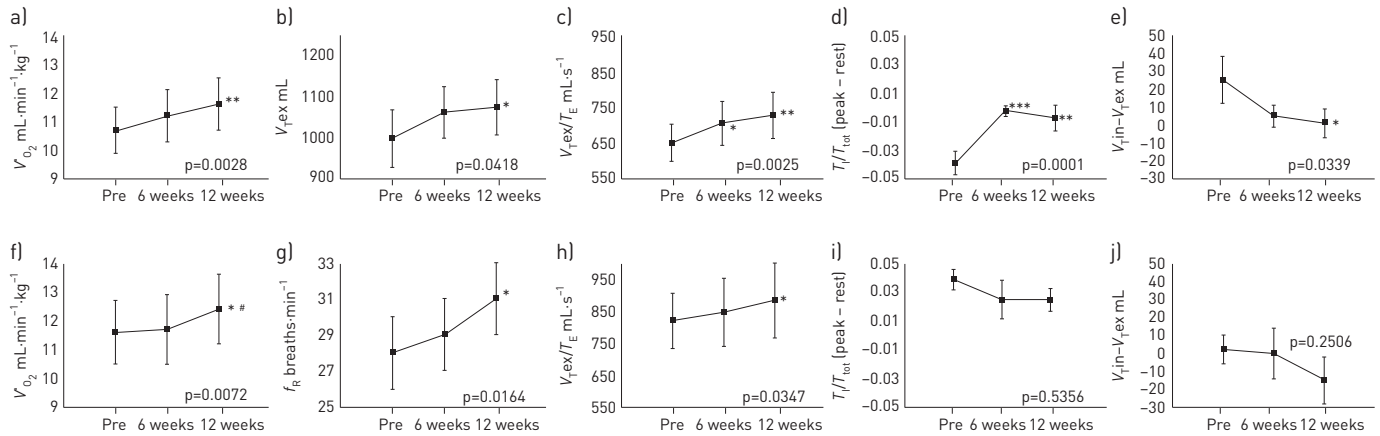 a)
V̇O₂ mL·min⁻¹·kg⁻¹
14
13
12
11
10
9
**
p=0.0028
Pre 6 weeks 12 weeks
b)
VTex mL
1200
1100
1000
900
*
p=0.0418
Pre 6 weeks 12 weeks
c)
VTex/TE mL·s⁻¹
950
850
750
650
550
*
**
p=0.0025
Pre 6 weeks 12 weeks
d)
TI/Ttot (peak – rest)
0.05
0.03
0.01
–0.01
–0.03
–0.05
***
**
p=0.0001
Pre 6 weeks 12 weeks
e)
VTin–VTex mL
50
40
30
20
10
0
–10
–20
–30
*
p=0.0339
Pre 6 weeks 12 weeks
f)
V̇O₂ mL·min⁻¹·kg⁻¹
14
13
12
11
10
9
* #
p=0.0072
Pre 6 weeks 12 weeks
g)
fR breaths·min⁻¹
33
31
29
27
25
*
p=0.0164
Pre 6 weeks 12 weeks
h)
VTex/TE mL·s⁻¹
950
850
750
650
550
*
p=0.0347
Pre 6 weeks 12 weeks
i)
TI/Ttot (peak – rest)
0.05
0.03
0.01
–0.01
–0.03
–0.05
p=0.5356
Pre 6 weeks 12 weeks
j)
VTin–VTex mL
50
40
30
20
10
0
–10
–20
–30
p=0.2506
Pre 6 weeks 12 weeks